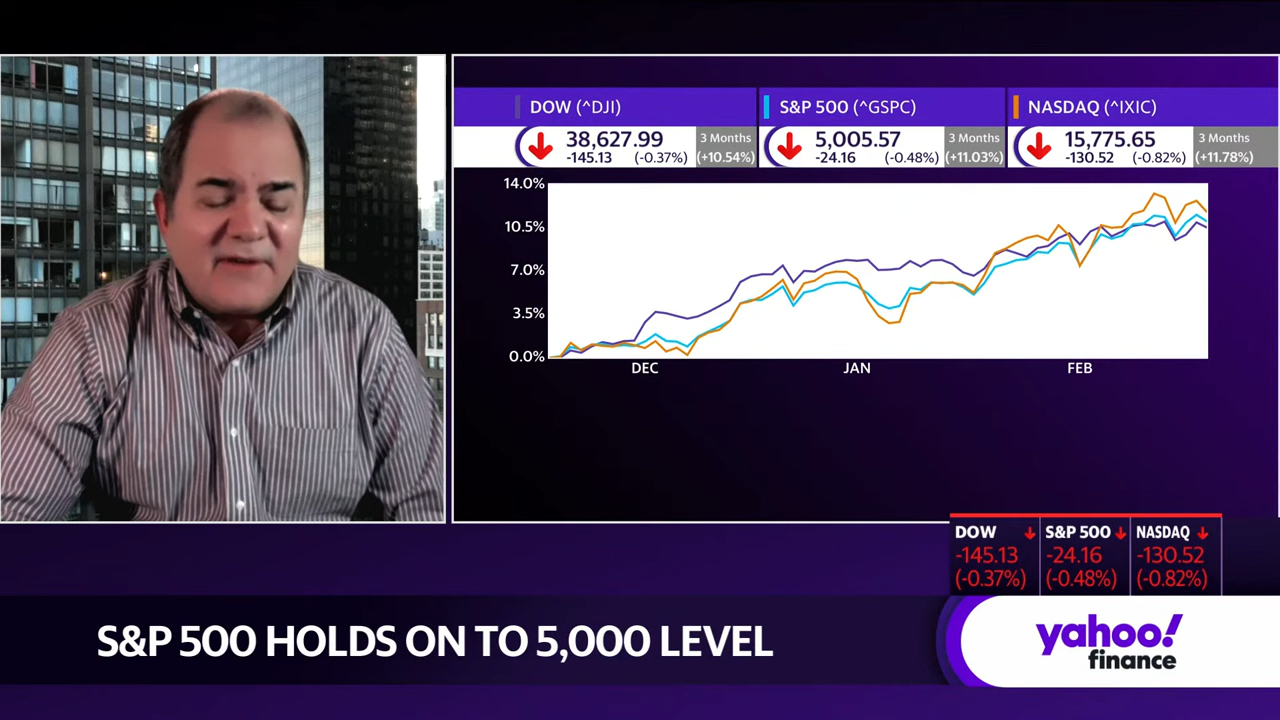 DOW (^DJI)
38,627.99
-145.13 (-0.37%)
3 Months
(+10.54%)
S&P 500 (^GSPC)
5,005.57
-24.16 (-0.48%)
3 Months
(+11.03%)
NASDAQ (^IXIC)
15,775.65
-130.52 (-0.82%)
3 Months
(+11.78%)
14.0%
10.5%
7.0%
3.5%
0.0%
DEC JAN FEB
DOW
-145.13
(-0.37%)
S&P 500
-24.16
(-0.48%)
NASDAQ
-130.52
(-0.82%)
S&P 500 HOLDS ON TO 5,000 LEVEL
yahoo!
finance